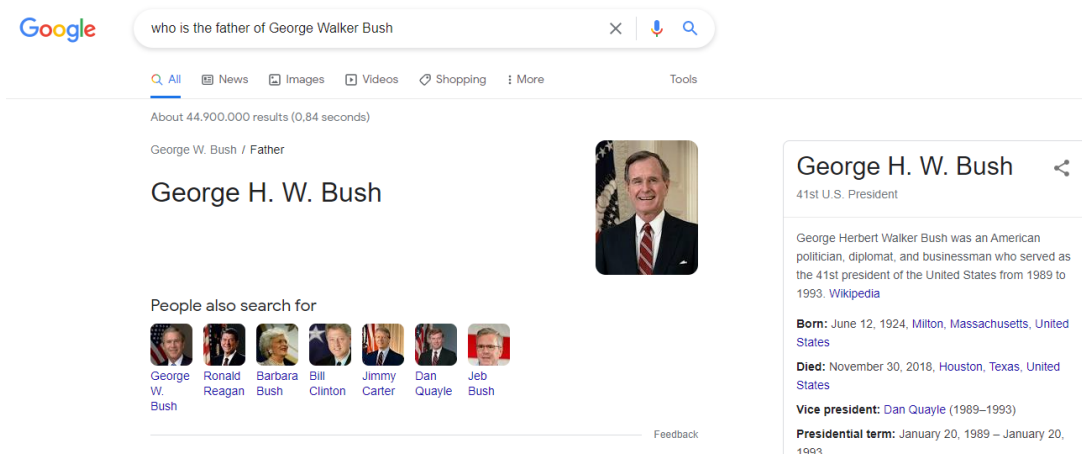 Google
who is the father of George Walker Bush
All News Images Videos Shopping More Tools
About 44.900.000 results (0,84 seconds)
George W. Bush / Father
George H. W. Bush
People also search for
George W. Bush
Ronald Reagan
Barbara Bush
Bill Clinton
Jimmy Carter
Dan Quayle
Jeb Bush
Feedback
George H. W. Bush
41st U.S. President
George Herbert Walker Bush was an American
politician, diplomat, and businessman who served as
the 41st president of the United States from 1989 to
1993. Wikipedia
Born: June 12, 1924, Milton, Massachusetts, United
States
Died: November 30, 2018, Houston, Texas, United
States
Vice president: Dan Quayle (1989–1993)
Presidential term: January 20, 1989 – January 20,
1993